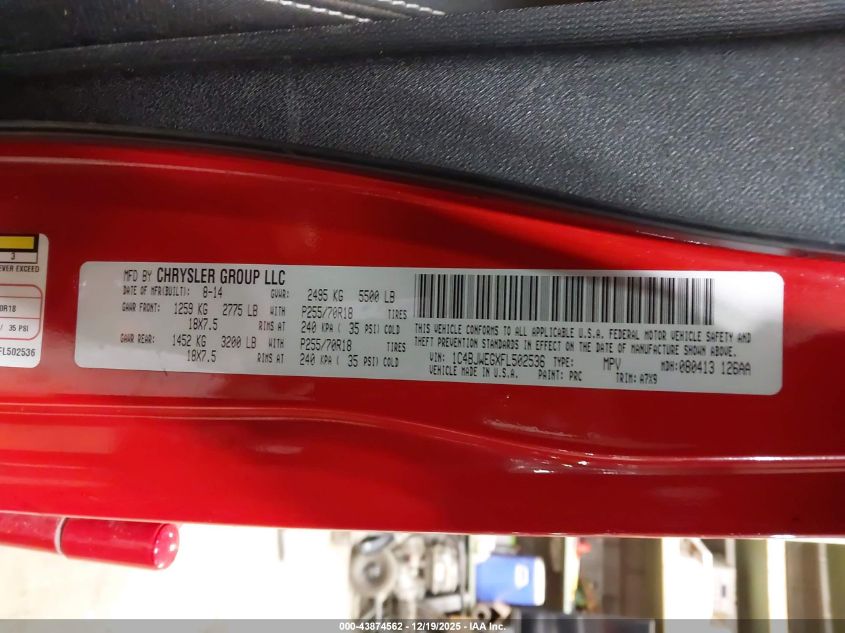 3
EVER EXCEED
0R18
/ 35 PSI
FL502536
MFD BY CHRYSLER GROUP LLC
DATE OF MFR(BUILT): 8-14 GVWR: 2495 KG 5500 LB
GAWR FRONT: 1259 KG 2775 LB WITH P255/70R18 TIRES
18X7.5 RIMS AT 240 KPA ( 35 PSI) COLD
GAWR REAR: 1452 KG 3200 LB WITH P255/70R18 TIRES
18X7.5 RIMS AT 240 KPA ( 35 PSI) COLD
THIS VEHICLE CONFORMS TO ALL APPLICABLE U.S.A. FEDERAL MOTOR VEHICLE SAFETY AND
THEFT PREVENTION STANDARDS IN EFFECT ON THE DATE OF MANUFACTURE SHOWN ABOVE.
VIN: 1C4BJWEGXFL502536 TYPE: MPV MDH: 080413 126AA
VEHICLE MADE IN U.S.A. PAINT: PRC TRIM: A7X9
000-43874562 — 12/19/2025 — IAA Inc.